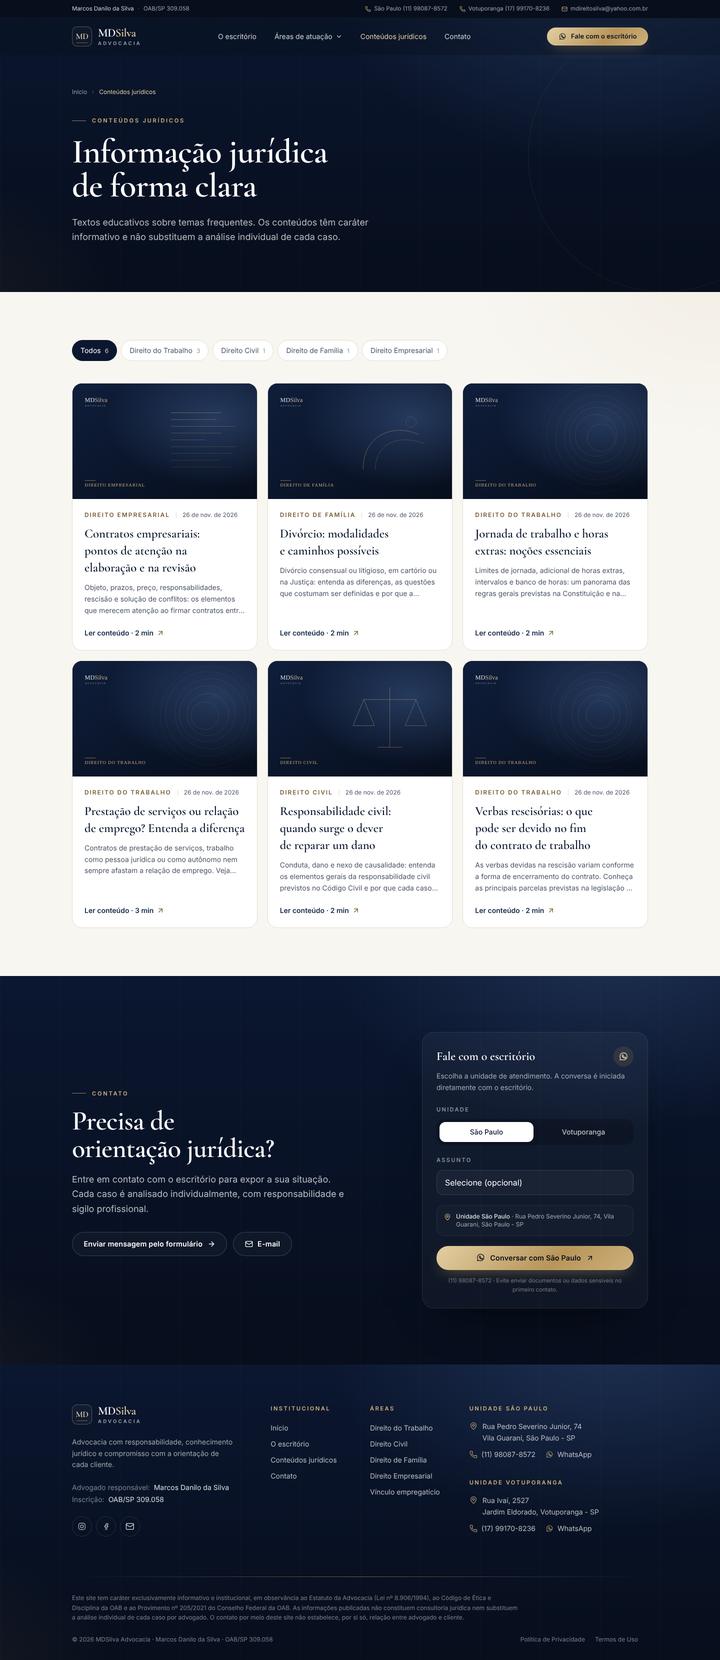 Marcos Danilo da Silva · OAB/SP 309.058
São Paulo (11) 98087-8572
Votuporanga (17) 99170-8236
mdireitosilva@yahoo.com.br
MD
MDSilva
ADVOCACIA
O escritório
Áreas de atuação
Conteúdos jurídicos
Contato
Fale com o escritório
Início › Conteúdos jurídicos
CONTEÚDOS JURÍDICOS
Informação jurídica
de forma clara
Textos educativos sobre temas frequentes. Os conteúdos têm caráter
informativo e não substituem a análise individual de cada caso.
Todos 6
Direito do Trabalho 3
Direito Civil 1
Direito de Família 1
Direito Empresarial 1
MDSilva
ADVOCACIA
DIREITO EMPRESARIAL
DIREITO EMPRESARIAL | 26 de nov. de 2026
Contratos empresariais:
pontos de atenção na
elaboração e na revisão
Objeto, prazos, preço, responsabilidades,
rescisão e solução de conflitos: os elementos
que merecem atenção ao firmar contratos entr...
Ler conteúdo · 2 min
MDSilva
ADVOCACIA
DIREITO DE FAMÍLIA
DIREITO DE FAMÍLIA | 26 de nov. de 2026
Divórcio: modalidades
e caminhos possíveis
Divórcio consensual ou litigioso, em cartório ou
na Justiça: entenda as diferenças, as questões
que costumam ser definidas e por que a...
Ler conteúdo · 2 min
MDSilva
ADVOCACIA
DIREITO DO TRABALHO
DIREITO DO TRABALHO | 26 de nov. de 2026
Jornada de trabalho e horas
extras: noções essenciais
Limites de jornada, adicional de horas extras,
intervalos e banco de horas: um panorama das
regras gerais previstas na Constituição e na...
Ler conteúdo · 2 min
MDSilva
ADVOCACIA
DIREITO DO TRABALHO
DIREITO DO TRABALHO | 26 de nov. de 2026
Prestação de serviços ou relação
de emprego? Entenda a diferença
Contratos de prestação de serviços, trabalho
como pessoa jurídica ou como autônomo nem
sempre afastam a relação de emprego. Veja...
Ler conteúdo · 3 min
MDSilva
ADVOCACIA
DIREITO CIVIL
DIREITO CIVIL | 26 de nov. de 2026
Responsabilidade civil:
quando surge o dever
de reparar um dano
Conduta, dano e nexo de causalidade: entenda
os elementos gerais da responsabilidade civil
previstos no Código Civil e por que cada caso...
Ler conteúdo · 2 min
MDSilva
ADVOCACIA
DIREITO DO TRABALHO
DIREITO DO TRABALHO | 26 de nov. de 2026
Verbas rescisórias: o que
pode ser devido no fim
do contrato de trabalho
As verbas devidas na rescisão variam conforme
a forma de encerramento do contrato. Conheça
as principais parcelas previstas na legislação ...
Ler conteúdo · 2 min
CONTATO
Precisa de
orientação jurídica?
Entre em contato com o escritório para expor a sua situação.
Cada caso é analisado individualmente, com responsabilidade e
sigilo profissional.
Enviar mensagem pelo formulário
E-mail
Fale com o escritório
Escolha a unidade de atendimento. A conversa é iniciada
diretamente com o escritório.
UNIDADE
São Paulo
Votuporanga
ASSUNTO
Selecione (opcional)
Unidade São Paulo · Rua Pedro Severino Junior, 74, Vila
Guarani, São Paulo - SP
Conversar com São Paulo
(11) 98087-8572 · Evite enviar documentos ou dados sensíveis no
primeiro contato.
MD
MDSilva
ADVOCACIA
Advocacia com responsabilidade, conhecimento
jurídico e compromisso com a orientação de
cada cliente.
Advogado responsável: Marcos Danilo da Silva
Inscrição: OAB/SP 309.058
INSTITUCIONAL
Início
O escritório
Conteúdos jurídicos
Contato
ÁREAS
Direito do Trabalho
Direito Civil
Direito de Família
Direito Empresarial
Vínculo empregatício
UNIDADE SÃO PAULO
Rua Pedro Severino Junior, 74
Vila Guarani, São Paulo - SP
(11) 98087-8572
WhatsApp
UNIDADE VOTUPORANGA
Rua Ivaí, 2527
Jardim Eldorado, Votuporanga - SP
(17) 99170-8236
WhatsApp
Este site tem caráter exclusivamente informativo e institucional, em observância ao Estatuto da Advocacia (Lei nº 8.906/1994), ao Código de Ética e
Disciplina da OAB e ao Provimento nº 205/2021 do Conselho Federal da OAB. As informações publicadas não constituem consultoria jurídica nem substituem
a análise individual de cada caso por advogado. O contato por meio deste site não estabelece, por si só, relação entre advogado e cliente.
© 2026 MDSilva Advocacia · Marcos Danilo da Silva · OAB/SP 309.058
Política de Privacidade
Termos de Uso